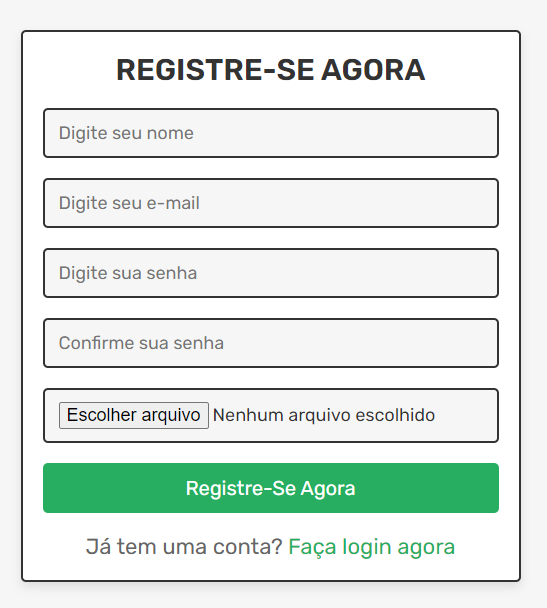 REGISTRE-SE AGORA
Digite seu nome
Digite seu e-mail
Digite sua senha
Confirme sua senha
Escolher arquivo Nenhum arquivo escolhido
Registre-Se Agora
Já tem uma conta? Faça login agora